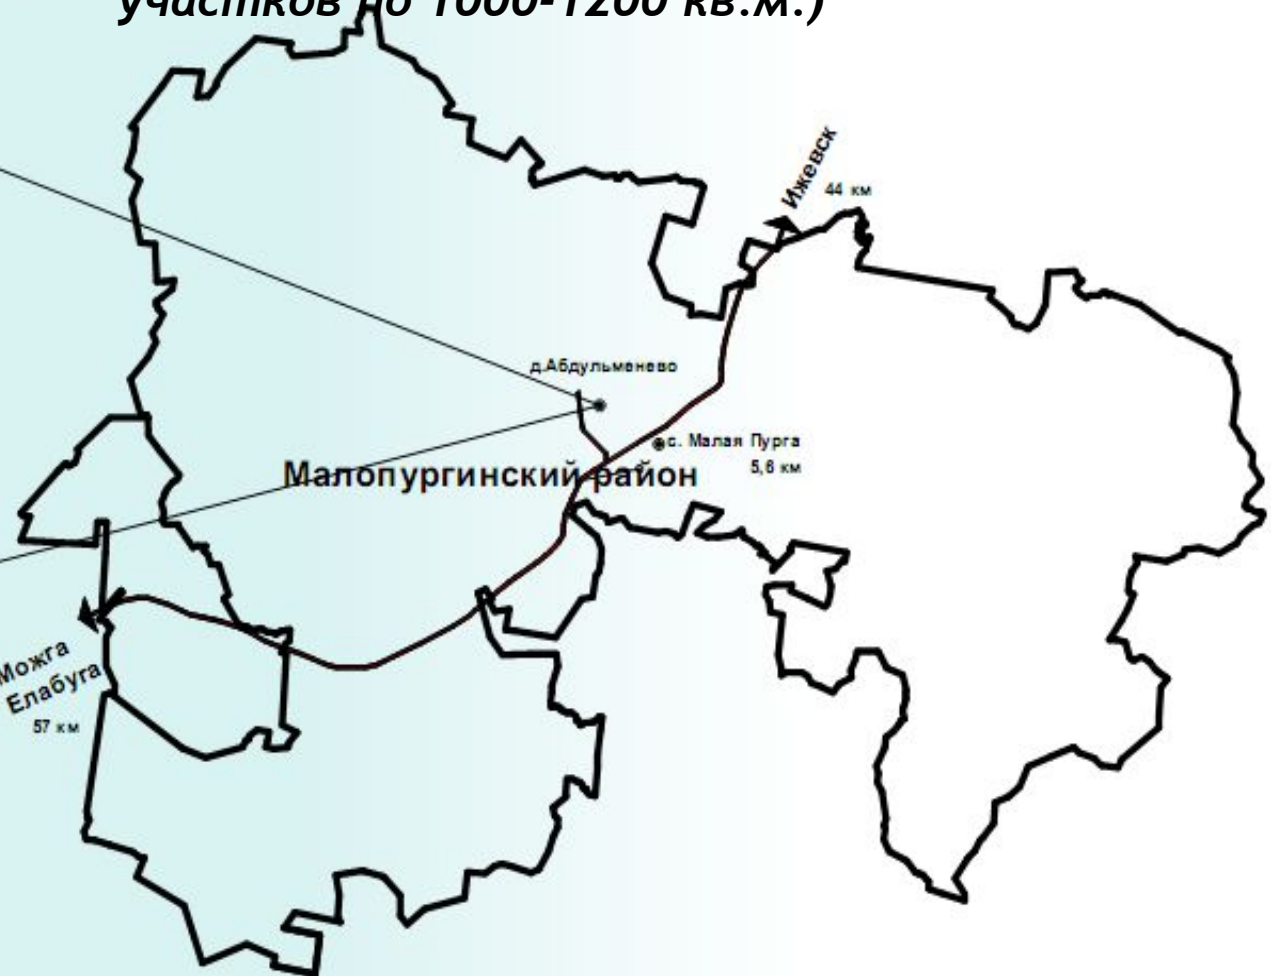 участков по 1000-1200 кв.м.)
Ижевск
44 км
д.Абдульменево
с. Малая Пурга
5,6 км
Малопургинский район
Можга
Елабуга
57 км